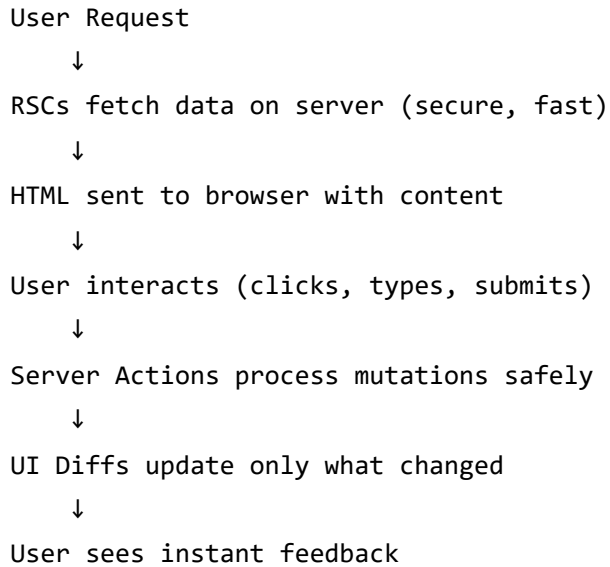 User Request
↓
RSCs fetch data on server (secure, fast)
↓
HTML sent to browser with content
↓
User interacts (clicks, types, submits)
↓
Server Actions process mutations safely
↓
UI Diffs update only what changed
↓
User sees instant feedback